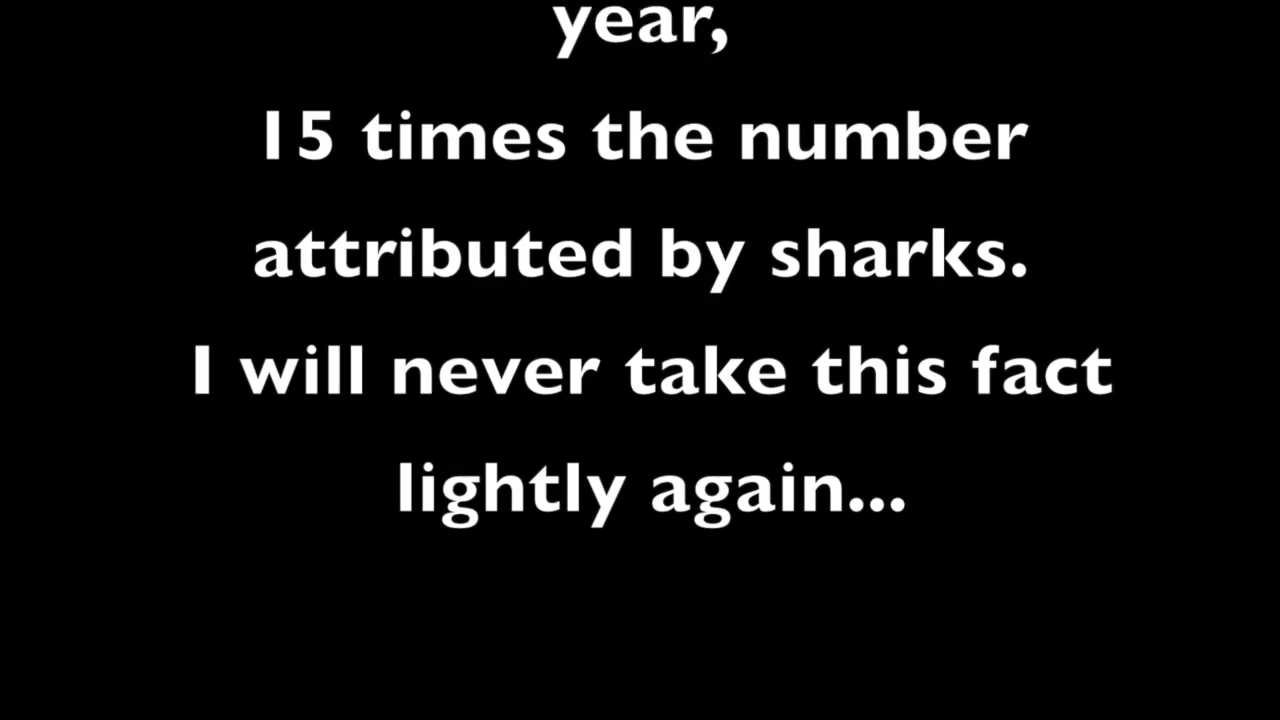 year,
15 times the number
attributed by sharks.
I will never take this fact
lightly again...